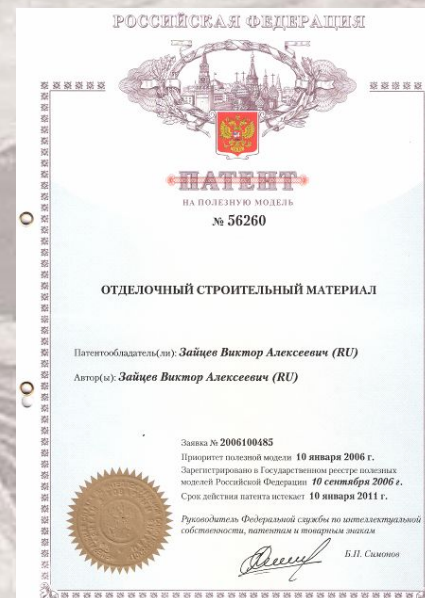 РОССИЙСКАЯ ФЕДЕРАЦИЯ
ПАТЕНТ
НА ПОЛЕЗНУЮ МОДЕЛЬ
№ 56260
ОТДЕЛОЧНЫЙ СТРОИТЕЛЬНЫЙ МАТЕРИАЛ
Патентообладатель(ли): Зайцев Виктор Алексеевич (RU)
Автор(ы): Зайцев Виктор Алексеевич (RU)
Заявка № 2006100485
Приоритет полезной модели 10 января 2006 г.
Зарегистрировано в Государственном реестре полезных
моделей Российской Федерации 10 сентября 2006 г.
Срок действия патента истекает 10 января 2011 г.
Руководитель Федеральной службы по интеллектуальной
собственности, патентам и товарным знакам
Б.П. Симонов